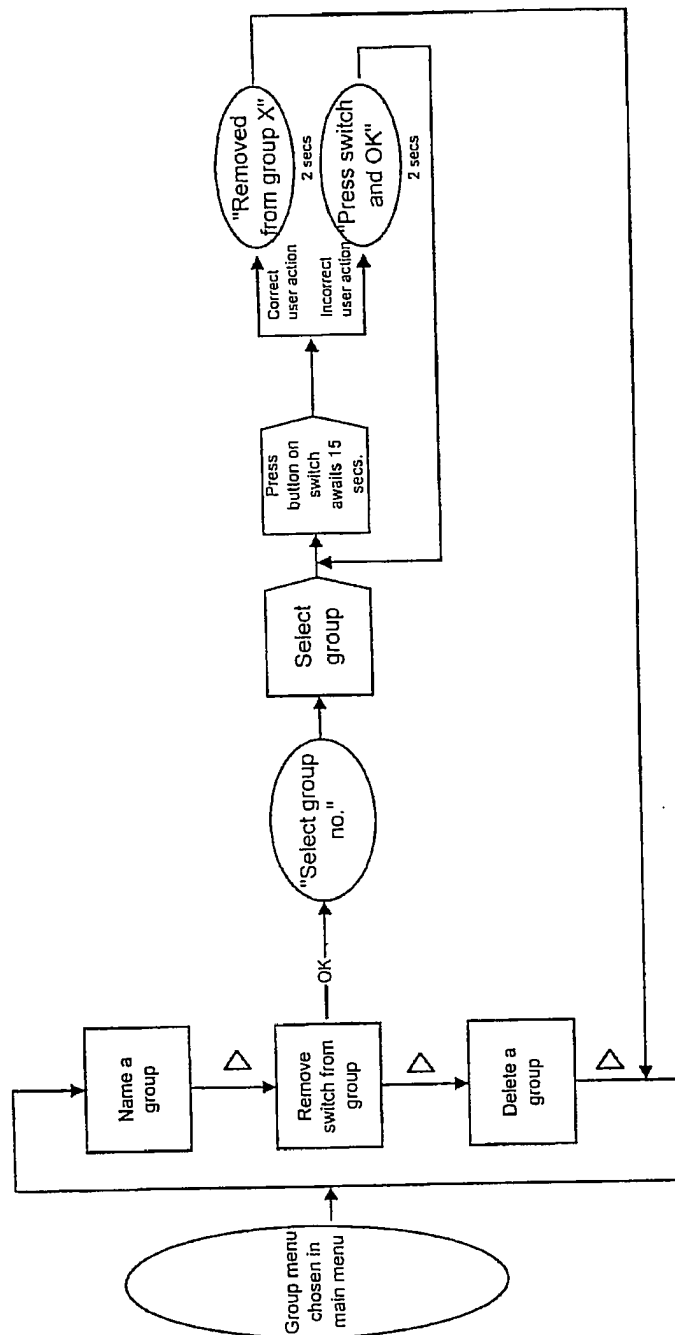 Group menu
chosen in
main menu
Name a
group
Remove
switch from
group
Delete a
group
OK
"Select group
no."
Select
group
Press
button on
switch
awaits 15
secs.
Correct
user action
Incorrect
user action
"Removed
from group X"
2 secs
"Press switch
and OK"
2 secs